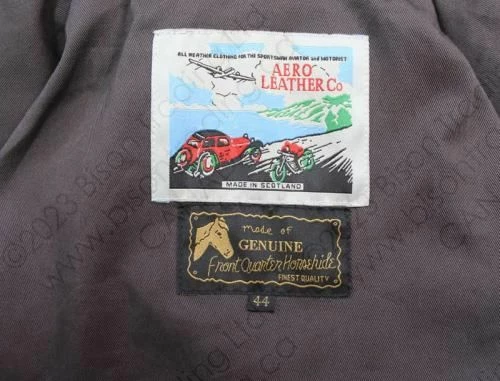 ALL WEATHER CLOTHING FOR THE SPORTSMAN AVIATOR and MOTORIST
AERO
LEATHER Co
MADE IN SCOTLAND
made of
GENUINE
Front Quarter Horsehide
FINEST QUALITY
44